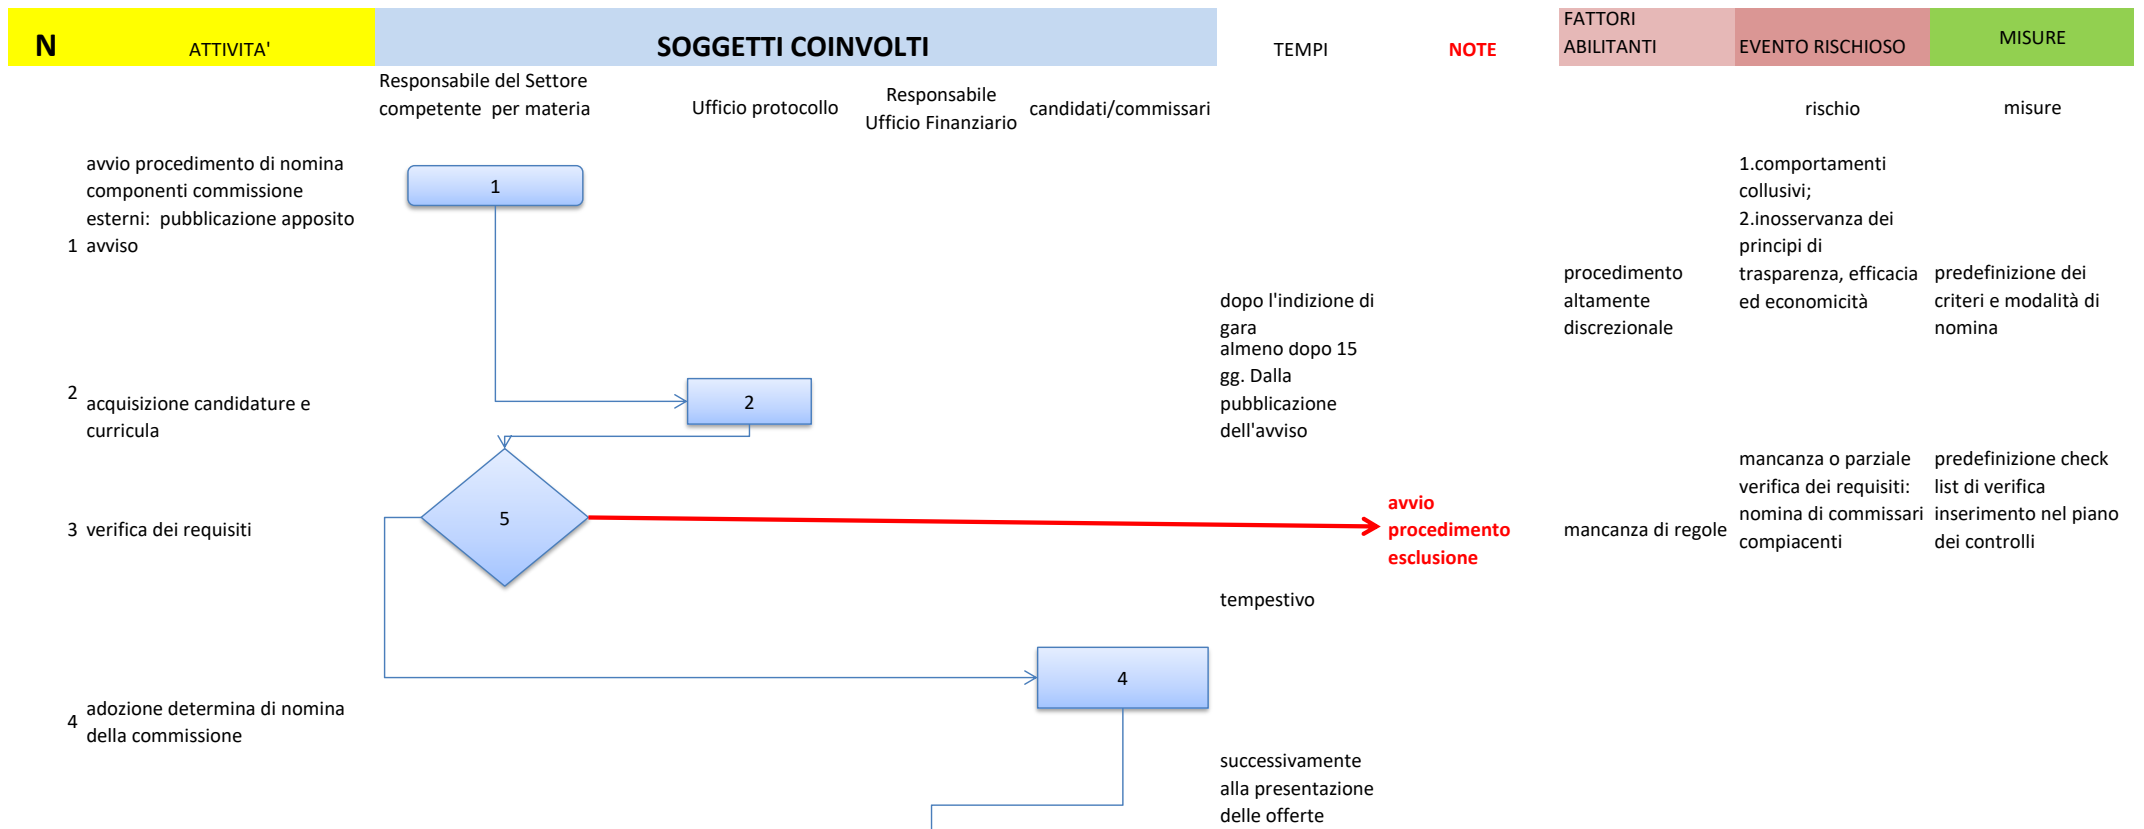 N
ATTIVITA'
SOGGETTI COINVOLTI
TEMPI
NOTE
FATTORI
ABILITANTI
EVENTO RISCHIOSO
MISURE
Responsabile del Settore
competente per materia
Ufficio protocollo
Responsabile
Ufficio Finanziario
candidati/commissari
rischio
misure
1
avvio procedimento di nomina
componenti commissione
esterni: pubblicazione apposito
avviso
1
dopo l'indizione di
gara
procedimento
altamente
discrezionale
1.comportamenti
collusivi;
2.inosservanza dei
principi di
trasparenza, efficacia
ed economicità
predefinizione dei
criteri e modalità di
nomina
2
acquisizione candidature e
curricula
2
almeno dopo 15
gg. Dalla
pubblicazione
dell'avviso
3
verifica dei requisiti
5
tempestivo
avvio
procedimento
esclusione
mancanza di regole
mancanza o parziale
verifica dei requisiti:
nomina di commissari
compiacenti
predefinizione check
list di verifica
inserimento nel piano
dei controlli
4
adozione determina di nomina
della commissione
4
successivamente
alla presentazione
delle offerte